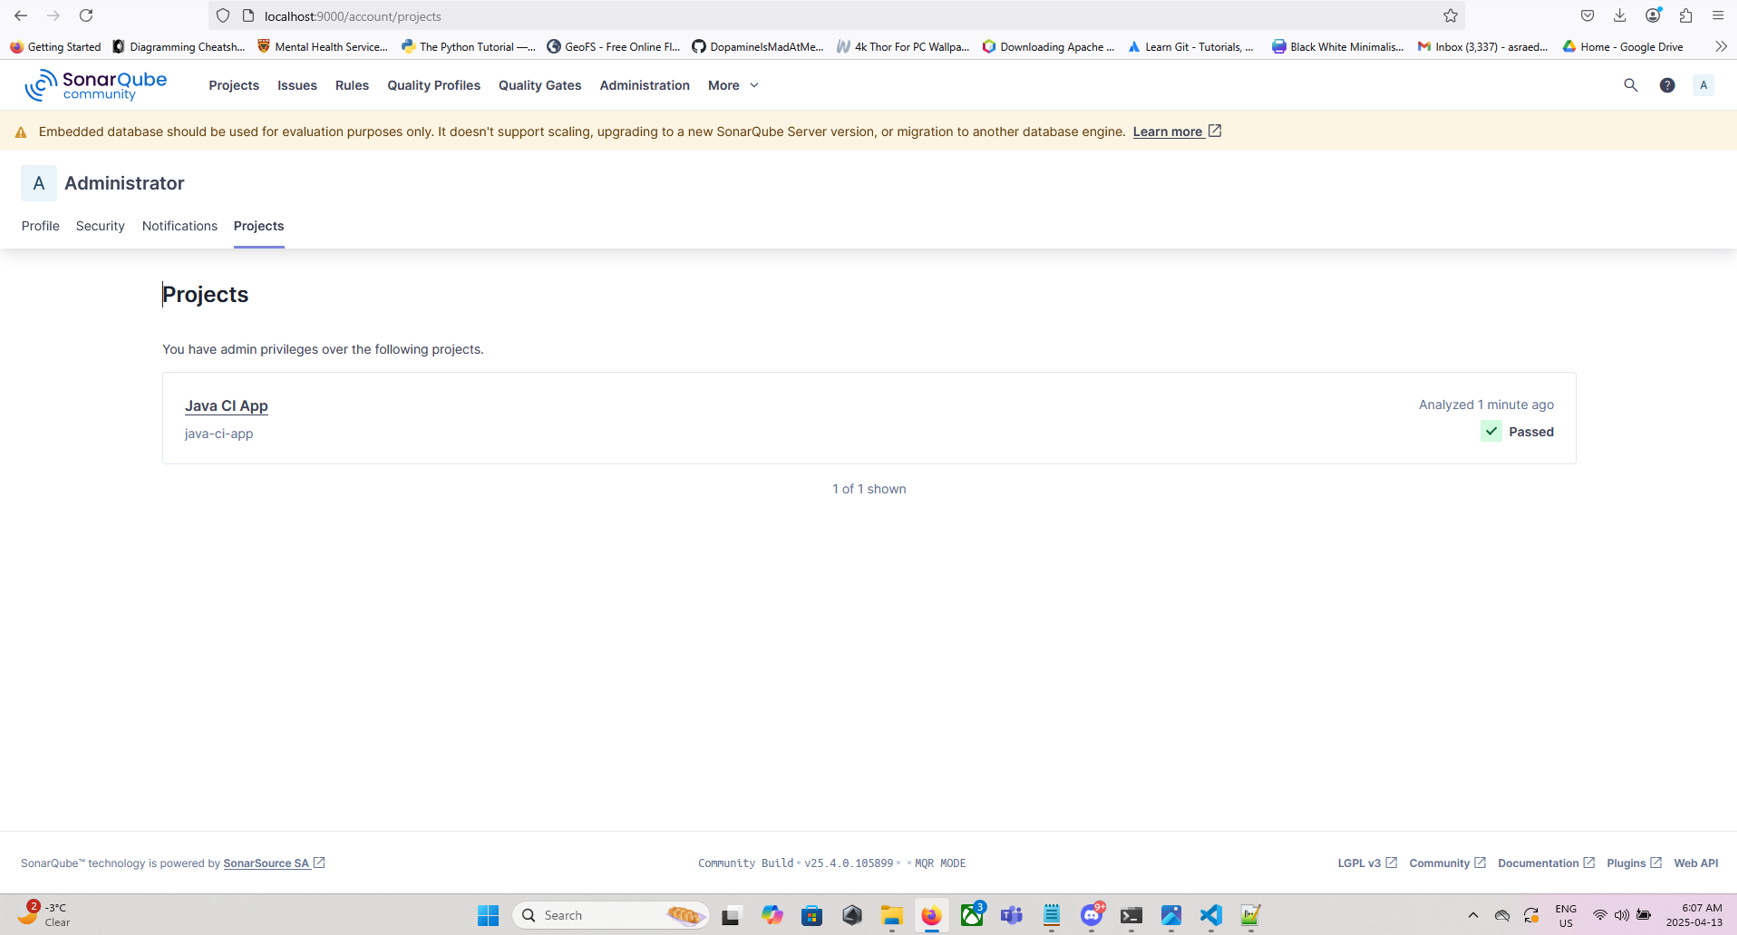 localhost:9000/account/projects
Getting Started
Diagramming Cheatsh...
Mental Health Service...
The Python Tutorial —...
GeoFS - Free Online Fl...
DopamineIsMadAtMe...
4k Thor For PC Wallpa...
Downloading Apache ...
Learn Git - Tutorials, ...
Black White Minimalis...
Inbox (3,337) - asraed...
Home - Google Drive
SonarQube
community
Projects
Issues
Rules
Quality Profiles
Quality Gates
Administration
More
?
A
Embedded database should be used for evaluation purposes only. It doesn't support scaling, upgrading to a new SonarQube Server version, or migration to another database engine. Learn more
A
Administrator
Profile
Security
Notifications
Projects
Projects
You have admin privileges over the following projects.
Java CI App
Analyzed 1 minute ago
java-ci-app
Passed
1 of 1 shown
SonarQube™ technology is powered by SonarSource SA
Community Build • v25.4.0.105899 • • MQR MODE
LGPL v3
Community
Documentation
Plugins
Web API
2
-3°C
Clear
Search
3
9+
ENG
US
6:07 AM
2025-04-13